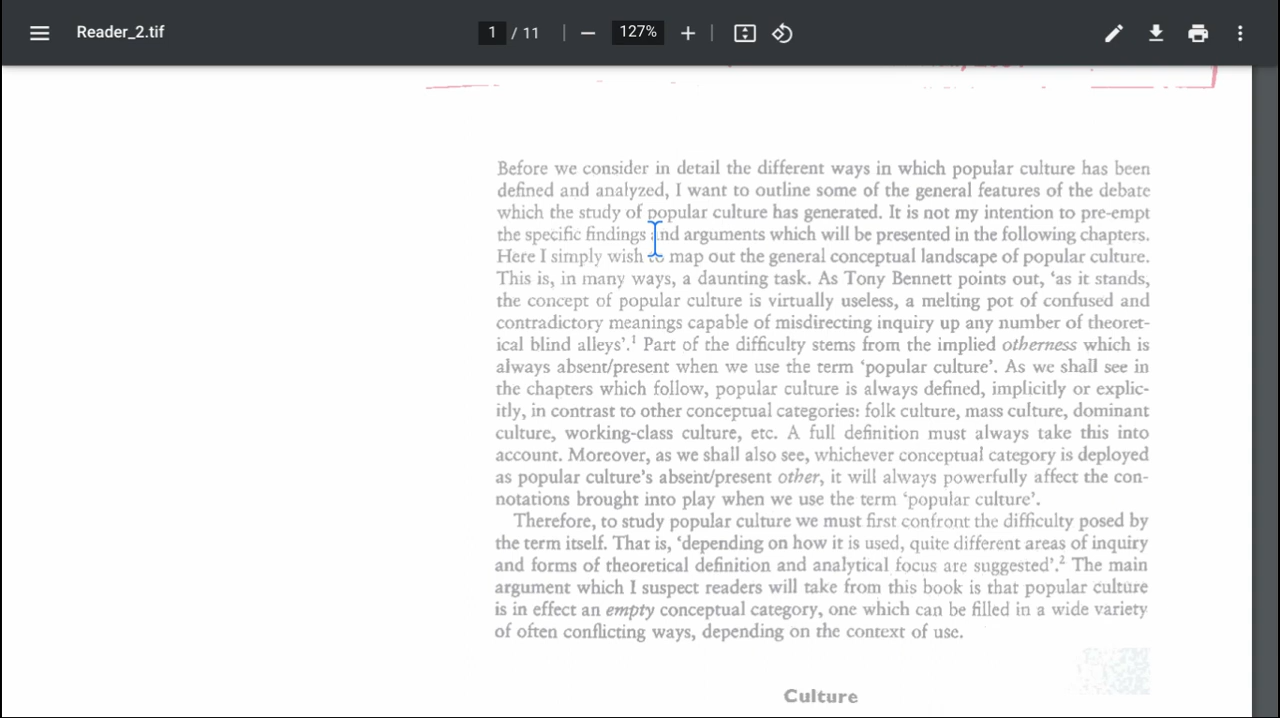 Reader_2.tif
1 / 11
127%
Before we consider in detail the different ways in which popular culture has been
defined and analyzed, I want to outline some of the general features of the debate
which the study of popular culture has generated. It is not my intention to pre-empt
the specific findings and arguments which will be presented in the following chapters.
Here I simply wish to map out the general conceptual landscape of popular culture.
This is, in many ways, a daunting task. As Tony Bennett points out, ‘as it stands,
the concept of popular culture is virtually useless, a melting pot of confused and
contradictory meanings capable of misdirecting inquiry up any number of theoret-
ical blind alleys’.¹ Part of the difficulty stems from the implied otherness which is
always absent/present when we use the term ‘popular culture’. As we shall see in
the chapters which follow, popular culture is always defined, implicitly or explic-
itly, in contrast to other conceptual categories: folk culture, mass culture, dominant
culture, working-class culture, etc. A full definition must always take this into
account. Moreover, as we shall also see, whichever conceptual category is deployed
as popular culture’s absent/present other, it will always powerfully affect the con-
notations brought into play when we use the term ‘popular culture’.
Therefore, to study popular culture we must first confront the difficulty posed by
the term itself. That is, ‘depending on how it is used, quite different areas of inquiry
and forms of theoretical definition and analytical focus are suggested’.² The main
argument which I suspect readers will take from this book is that popular culture
is in effect an empty conceptual category, one which can be filled in a wide variety
of often conflicting ways, depending on the context of use.
Culture